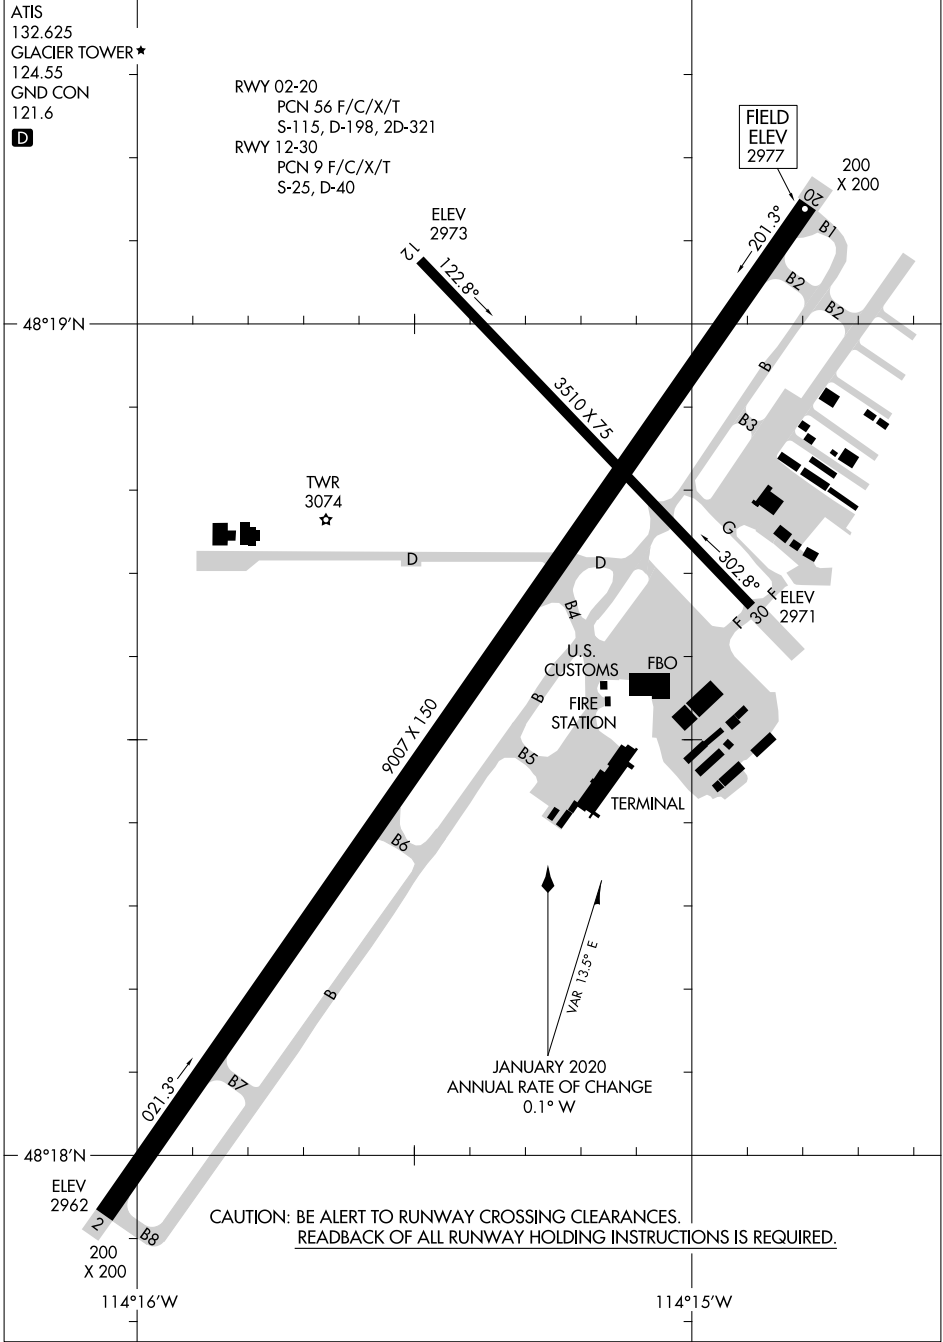 ATIS
132.625
GLACIER TOWER★
124.55
GND CON
121.6
D
RWY 02-20
PCN 56 F/C/X/T
S-115, D-198, 2D-321
RWY 12-30
PCN 9 F/C/X/T
S-25, D-40
FIELD
ELEV
2977
200
X 200
20
201.3°
B1
B2
B2
ELEV
2973
12
122.8°
48°19'N
3510 X 75
B
B3
TWR
3074
G
D
D
302.8°
F
F
30
ELEV
2971
B4
U.S.
CUSTOMS
FBO
FIRE
STATION
B
9007 X 150
B5
TERMINAL
B6
VAR 13.5° E
B
JANUARY 2020
ANNUAL RATE OF CHANGE
0.1° W
B7
021.3°
48°18'N
ELEV
2962
2
B8
200
X 200
CAUTION: BE ALERT TO RUNWAY CROSSING CLEARANCES.
READBACK OF ALL RUNWAY HOLDING INSTRUCTIONS IS REQUIRED.
114°16'W
114°15'W